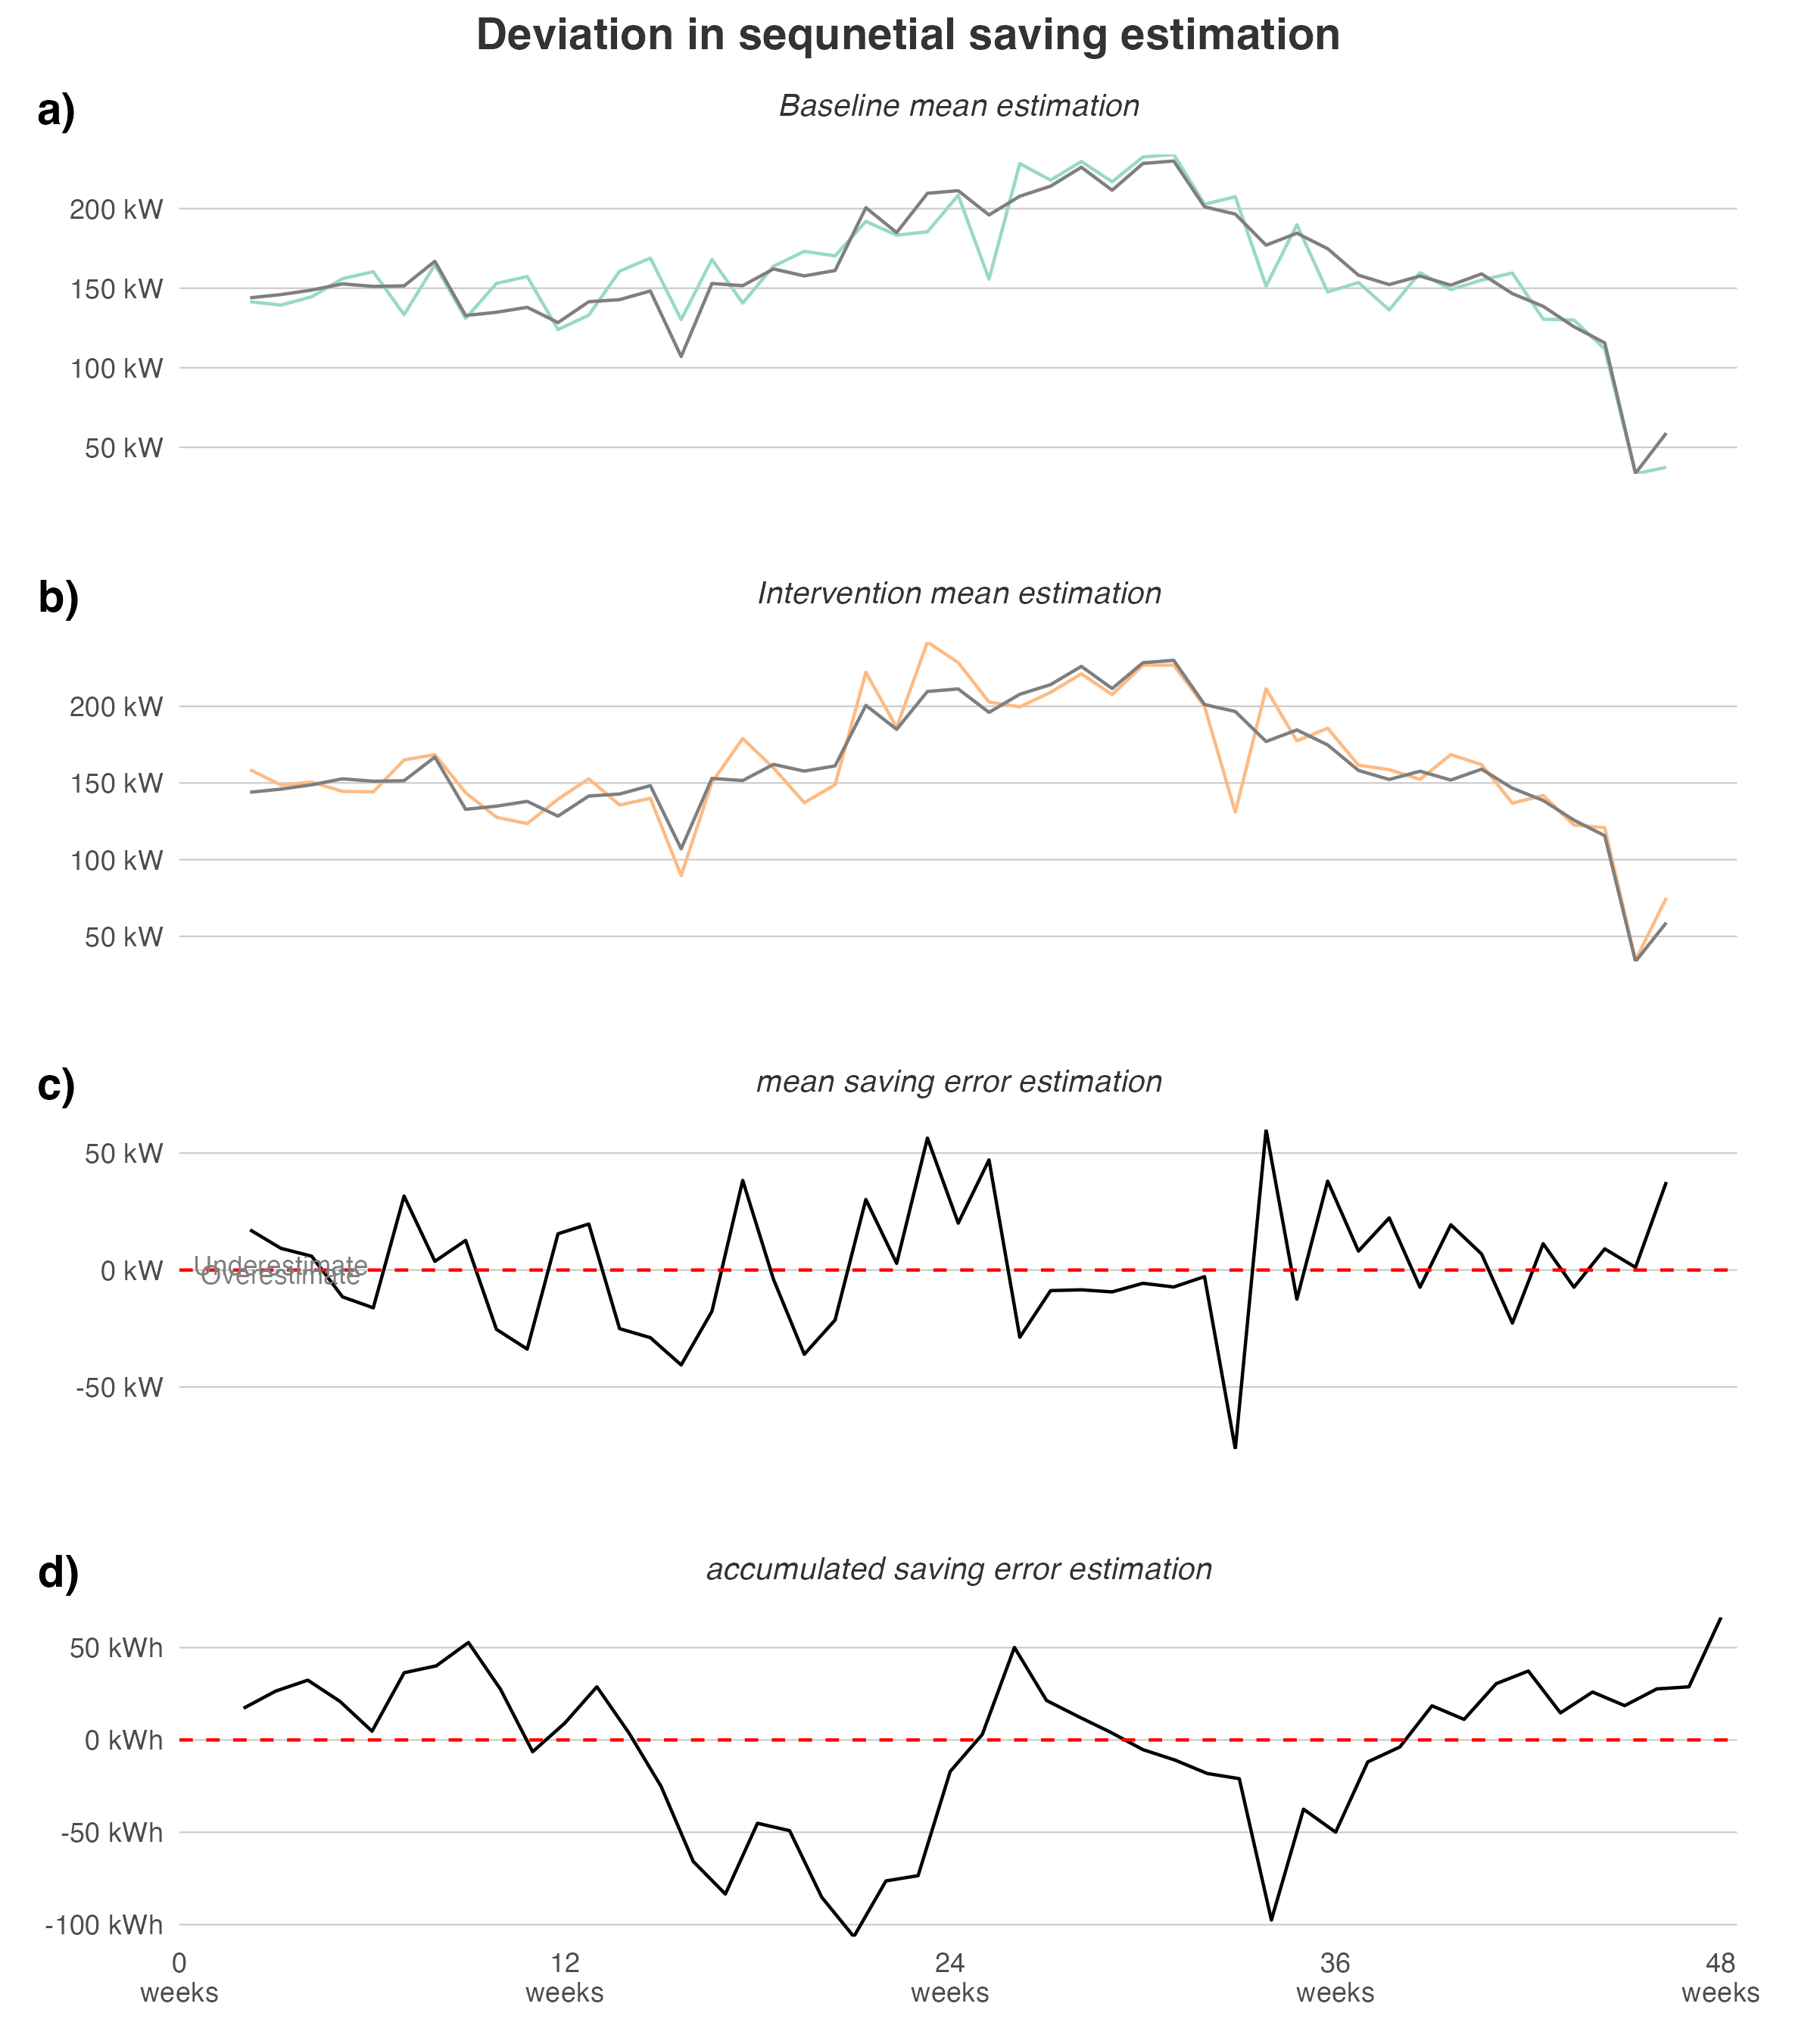 Deviation in sequnetial saving estimation
a)
Baseline mean estimation
200 kW
150 kW
100 kW
50 kW
b)
Intervention mean estimation
200 kW
150 kW
100 kW
50 kW
c)
mean saving error estimation
50 kW
Underestimate
0 kW
Overestimate
-50 kW
d)
accumulated saving error estimation
50 kWh
0 kWh
-50 kWh
-100 kWh
0 12 24 36 48
weeks weeks weeks weeks weeks